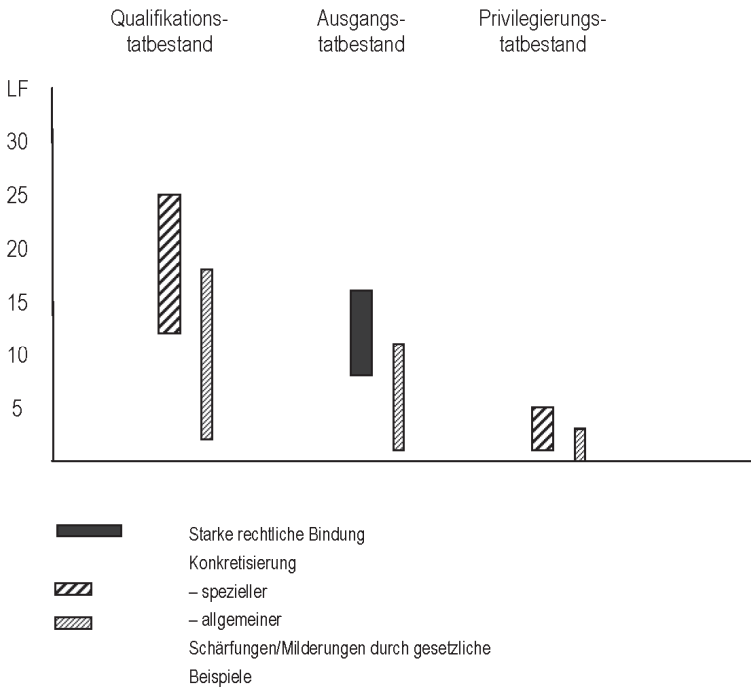 Qualifikations-
tatbestand
Ausgangs-
tatbestand
Privilegierungs-
tatbestand
LF
30
25
20
15
10
5
Starke rechtliche Bindung
Konkretisierung
– spezieller
– allgemeiner
Schärfungen/Milderungen durch gesetzliche
Beispiele